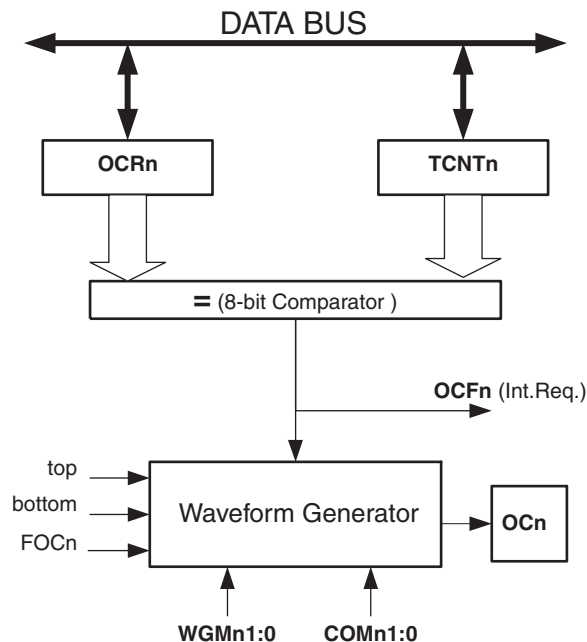 DATA BUS
OCRn
TCNTn
= (8-bit Comparator )
OCFn (Int.Req.)
top
bottom
FOCn
Waveform Generator
OCn
WGMn1:0
COMn1:0